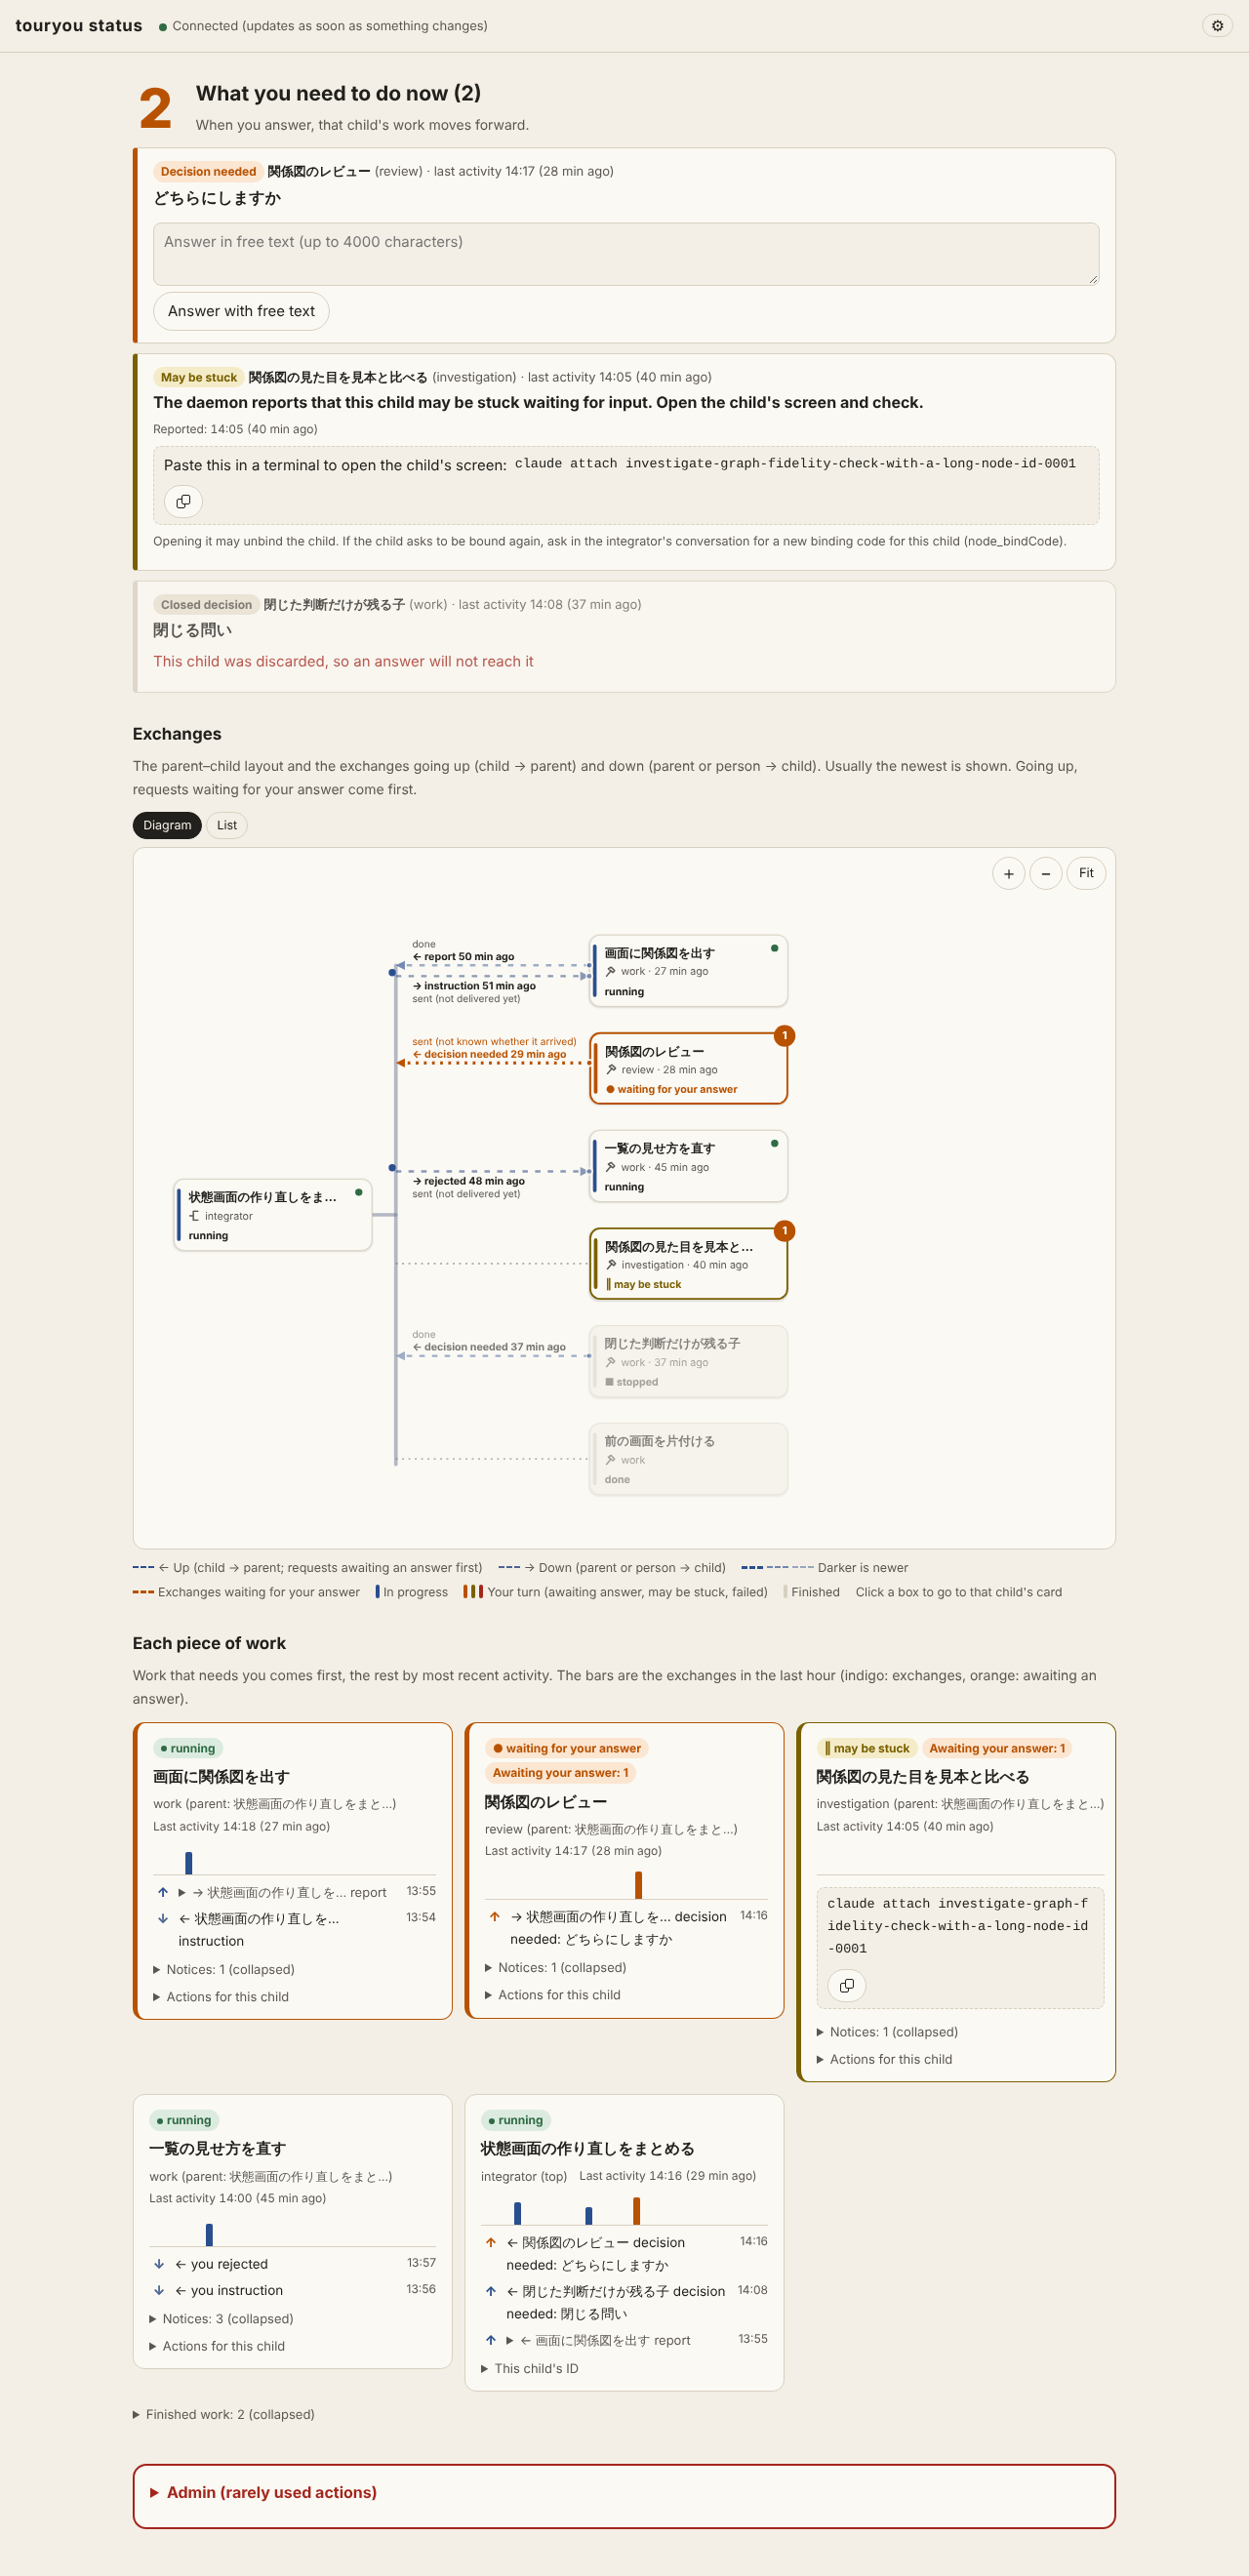 touryou status
Connected (updates as soon as something changes)
⚙
2
What you need to do now (2)
When you answer, that child's work moves forward.
Decision needed 関係図のレビュー (review) · last activity 14:17 (28 min ago)
どちらにしますか
Answer in free text (up to 4000 characters)
Answer with free text
May be stuck 関係図の見た目を見本と比べる (investigation) · last activity 14:05 (40 min ago)
The daemon reports that this child may be stuck waiting for input. Open the child's screen and check.
Reported: 14:05 (40 min ago)
Paste this in a terminal to open the child's screen: claude attach investigate-graph-fidelity-check-with-a-long-node-id-0001
Opening it may unbind the child. If the child asks to be bound again, ask in the integrator's conversation for a new binding code for this child (node_bindCode).
Closed decision 閉じた判断だけが残る子 (work) · last activity 14:08 (37 min ago)
閉じる問い
This child was discarded, so an answer will not reach it
Exchanges
The parent–child layout and the exchanges going up (child → parent) and down (parent or person → child). Usually the newest is shown. Going up,
requests waiting for your answer come first.
Diagram
List
+
−
Fit
done
← report 50 min ago
→ instruction 51 min ago
sent (not delivered yet)
画面に関係図を出す
work · 27 min ago
running
sent (not known whether it arrived)
← decision needed 29 min ago
1
関係図のレビュー
review · 28 min ago
● waiting for your answer
→ rejected 48 min ago
sent (not delivered yet)
一覧の見せ方を直す
work · 45 min ago
running
状態画面の作り直しをま…
integrator
running
1
関係図の見た目を見本と…
investigation · 40 min ago
‖ may be stuck
done
← decision needed 37 min ago
閉じた判断だけが残る子
work · 37 min ago
■ stopped
前の画面を片付ける
work
done
← Up (child → parent; requests awaiting an answer first)
→ Down (parent or person → child)
Darker is newer
Exchanges waiting for your answer
In progress
Your turn (awaiting answer, may be stuck, failed)
Finished
Click a box to go to that child's card
Each piece of work
Work that needs you comes first, the rest by most recent activity. The bars are the exchanges in the last hour (indigo: exchanges, orange: awaiting an
answer).
● running
画面に関係図を出す
work (parent: 状態画面の作り直しをまと…)
Last activity 14:18 (27 min ago)
↑ ▶ → 状態画面の作り直しを… report 13:55
↓ ← 状態画面の作り直しを… 13:54
instruction
▶ Notices: 1 (collapsed)
▶ Actions for this child
● waiting for your answer
Awaiting your answer: 1
関係図のレビュー
review (parent: 状態画面の作り直しをまと…)
Last activity 14:17 (28 min ago)
↑ → 状態画面の作り直しを… decision 14:16
needed: どちらにしますか
▶ Notices: 1 (collapsed)
▶ Actions for this child
‖ may be stuck
Awaiting your answer: 1
関係図の見た目を見本と比べる
investigation (parent: 状態画面の作り直しをまと…)
Last activity 14:05 (40 min ago)
claude attach investigate-graph-f
idelity-check-with-a-long-node-id
-0001
▶ Notices: 1 (collapsed)
▶ Actions for this child
● running
一覧の見せ方を直す
work (parent: 状態画面の作り直しをまと…)
Last activity 14:00 (45 min ago)
↓ ← you rejected 13:57
↓ ← you instruction 13:56
▶ Notices: 3 (collapsed)
▶ Actions for this child
● running
状態画面の作り直しをまとめる
integrator (top) Last activity 14:16 (29 min ago)
↑ ← 関係図のレビュー decision 14:16
needed: どちらにしますか
↑ ← 閉じた判断だけが残る子 decision 14:08
needed: 閉じる問い
↑ ▶ ← 画面に関係図を出す report 13:55
▶ This child's ID
▶ Finished work: 2 (collapsed)
▶ Admin (rarely used actions)